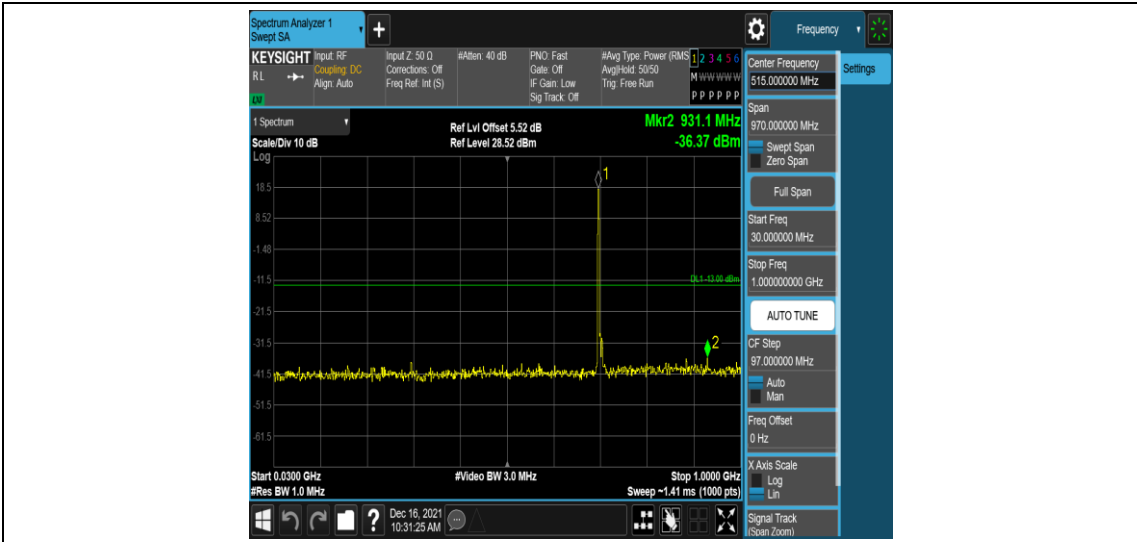 Spectrum Analyzer 1
Swept SA
+
Frequency
KEYSIGHT
RL
LXI
Input: RF
Coupling: DC
Align: Auto
Input Z: 50 Ω
Corrections: Off
Freq Ref: Int (S)
#Atten: 40 dB
PNO: Fast
Gate: Off
IF Gain: Low
Sig Track: Off
#Avg Type: Power (RMS
Avg|Hold: 50/50
Trig: Free Run
1 2 3 4 5 6
M W W W W W
P P P P P P
1 Spectrum
Scale/Div 10 dB
Log
Ref Lvl Offset 5.52 dB
Ref Level 28.52 dBm
Mkr2 931.1 MHz
-36.37 dBm
1
18.5
8.52
-1.48
-11.5
DL1 -13.00 dBm
-21.5
-31.5
2
-41.5
-51.5
-61.5
Start 0.0300 GHz
#Res BW 1.0 MHz
#Video BW 3.0 MHz
Stop 1.0000 GHz
Sweep ~1.41 ms (1000 pts)
Center Frequency
515.000000 MHz
Settings
Span
970.000000 MHz
Swept Span
Zero Span
Full Span
Start Freq
30.000000 MHz
Stop Freq
1.000000000 GHz
AUTO TUNE
CF Step
97.000000 MHz
Auto
Man
Freq Offset
0 Hz
X Axis Scale
Log
Lin
Signal Track
(Span Zoom)
?
Dec 16, 2021
10:31:25 AM